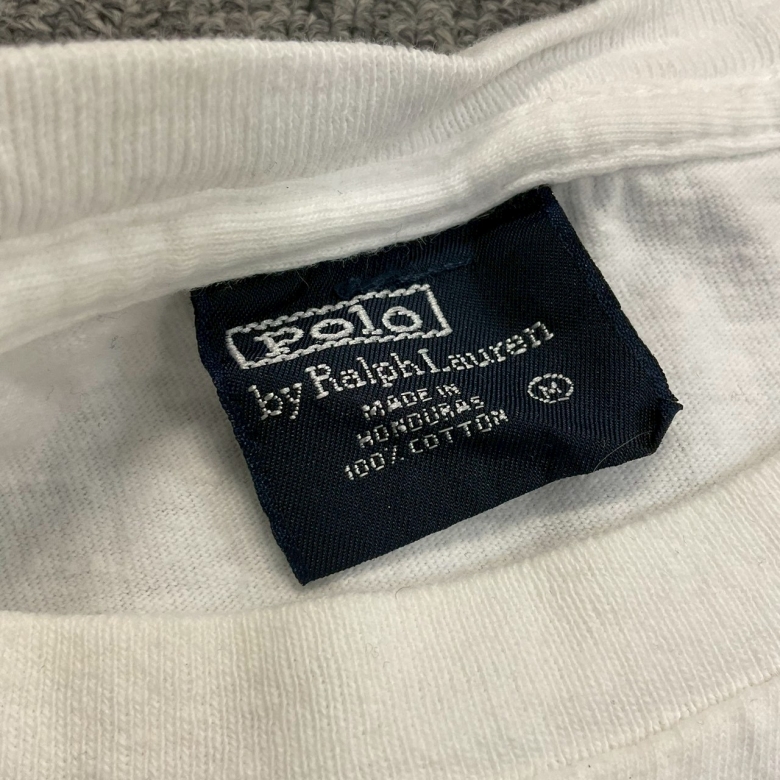 Polo
by Ralph Lauren
MADE IN
HONDURAS
100% COTTON
M